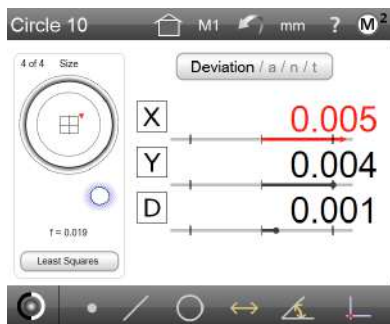 Circle 10 M1 mm ? M2
4 of 4 Size
Deviation / a / n / t
X 0.005
Y 0.004
D 0.001
f = 0.019
Least Squares